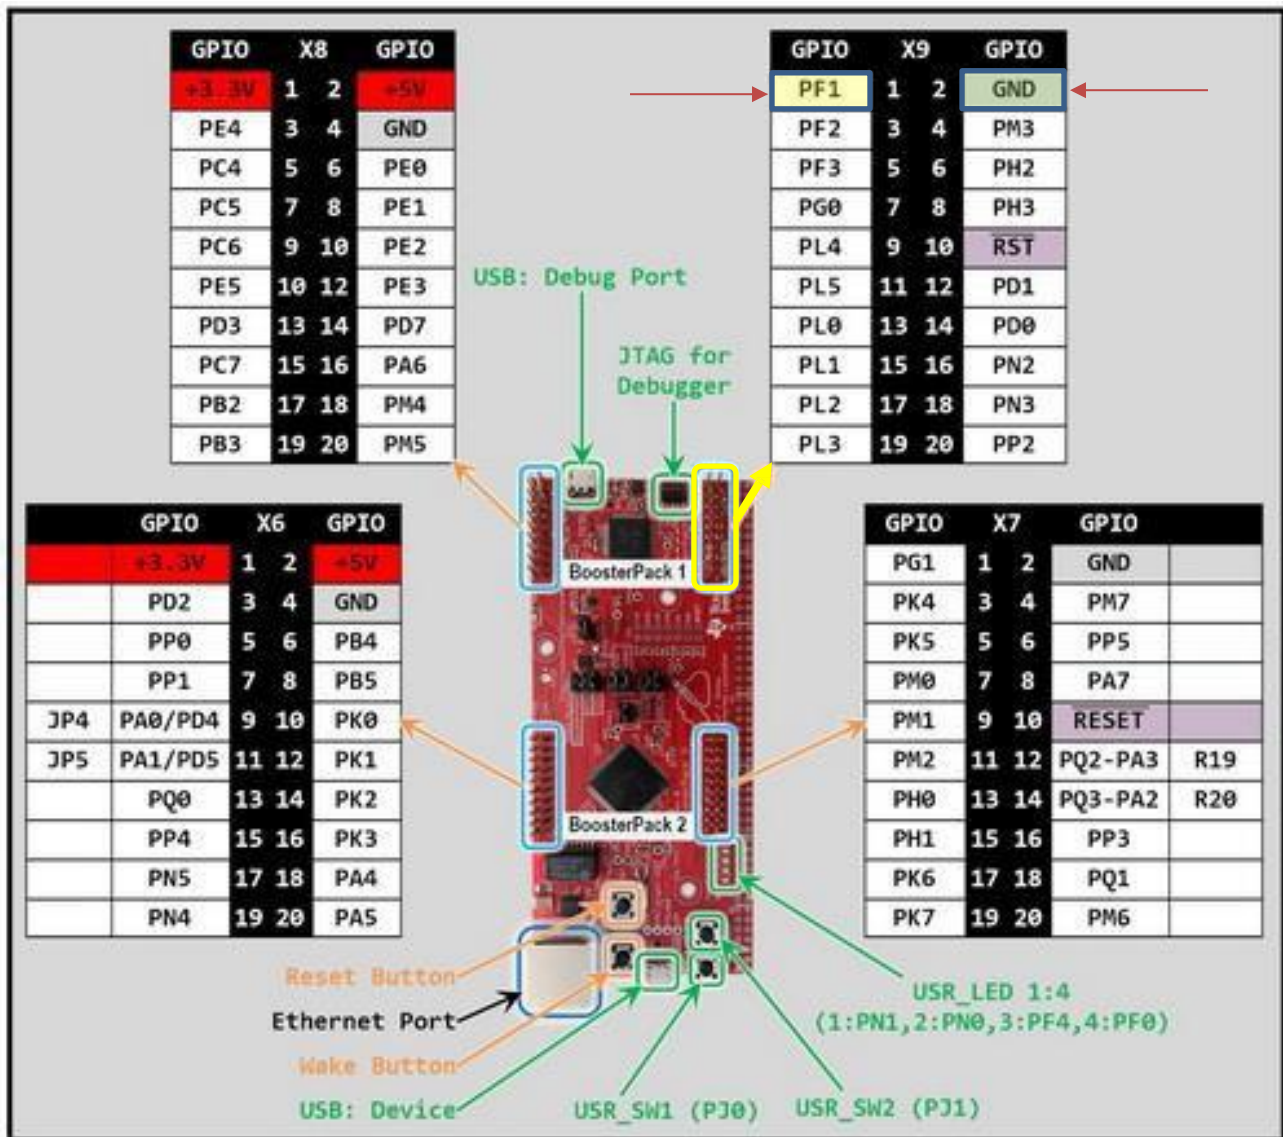 GPIO X8 GPIO
+3.3V 1 2 +5V
PE4 3 4 GND
PC4 5 6 PE0
PC5 7 8 PE1
PC6 9 10 PE2
PE5 10 12 PE3
PD3 13 14 PD7
PC7 15 16 PA6
PB2 17 18 PM4
PB3 19 20 PM5
GPIO X9 GPIO
PF1 1 2 GND
PF2 3 4 PM3
PF3 5 6 PH2
PG0 7 8 PH3
PL4 9 10 RST
PL5 11 12 PD1
PL0 13 14 PD0
PL1 15 16 PN2
PL2 17 18 PN3
PL3 19 20 PP2
USB: Debug Port
JTAG for
Debugger
BoosterPack 1
GPIO X6 GPIO
+3.3V 1 2 +5V
PD2 3 4 GND
PP0 5 6 PB4
PP1 7 8 PB5
JP4 PA0/PD4 9 10 PK0
JP5 PA1/PD5 11 12 PK1
PQ0 13 14 PK2
PP4 15 16 PK3
PN5 17 18 PA4
PN4 19 20 PA5
GPIO X7 GPIO
PG1 1 2 GND
PK4 3 4 PM7
PK5 5 6 PP5
PM0 7 8 PA7
PM1 9 10 RESET
PM2 11 12 PQ2-PA3 R19
PH0 13 14 PQ3-PA2 R20
PH1 15 16 PP3
PK6 17 18 PQ1
PK7 19 20 PM6
BoosterPack 2
Reset Button
Ethernet Port
Wake Button
USB: Device
USR_SW1 (PJ0)
USR_SW2 (PJ1)
USR_LED 1:4
(1:PN1,2:PN0,3:PF4,4:PF0)